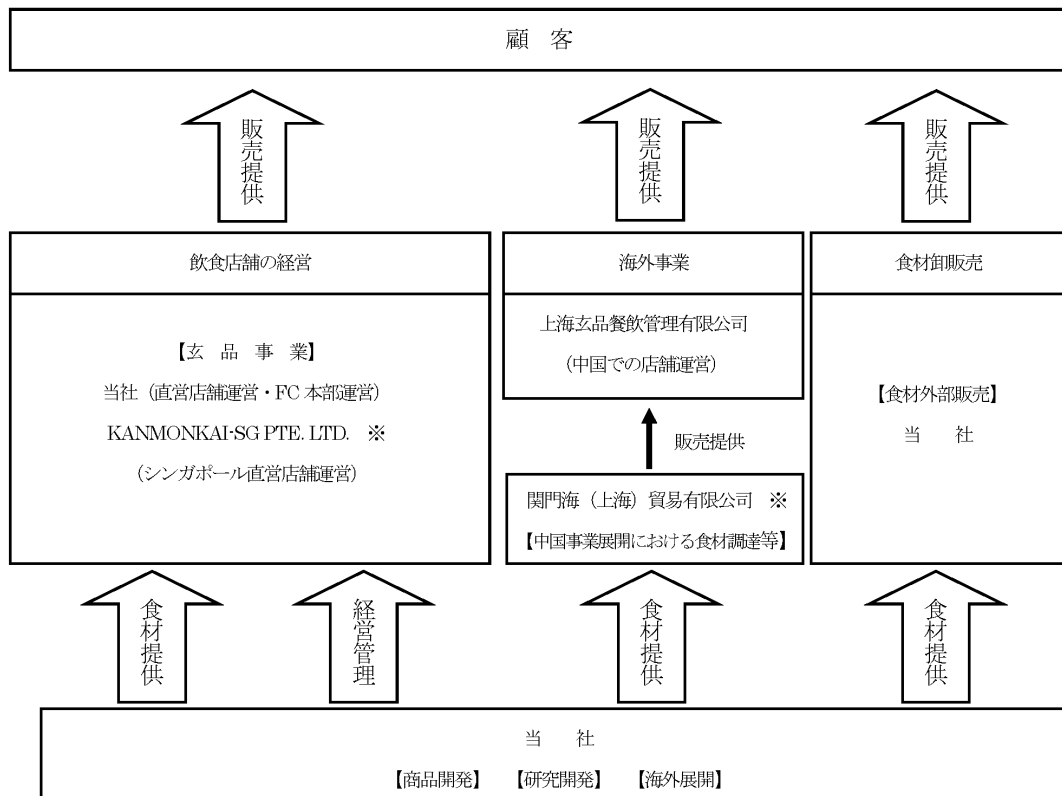 顧　客
販売提供
販売提供
販売提供
飲食店舗の経営
【玄　品　事　業】
当社（直営店舗運営・FC 本部運営）
KANMONKAI-SG PTE. LTD.　※
（シンガポール直営店舗運営）
海外事業
上海玄品餐飲管理有限公司
（中国での店舗運営）
販売提供
関門海（上海）貿易有限公司　※
【中国事業展開における食材調達等】
食材卸販売
【食材外部販売】
当　　社
食材提供
経営管理
食材提供
食材提供
当　　社
【商品開発】　【研究開発】　【海外展開】